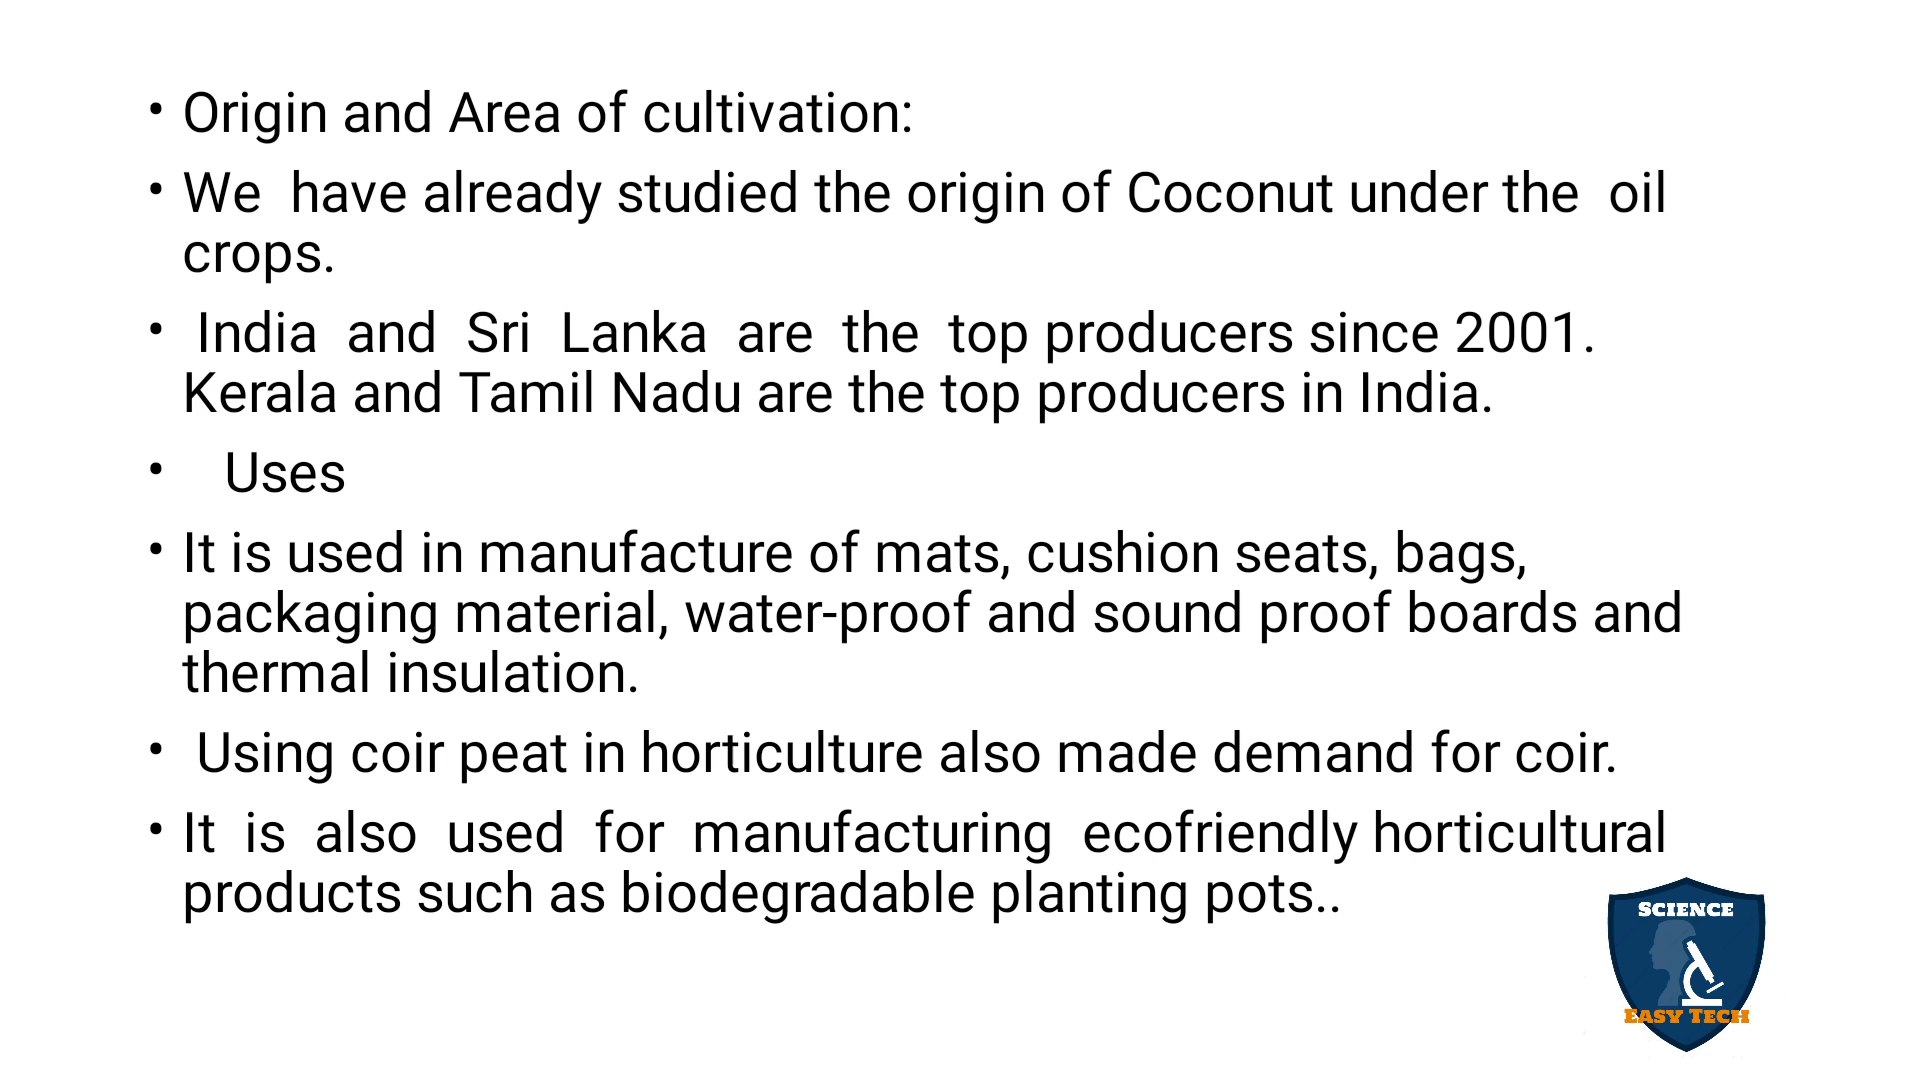 • Origin and Area of cultivation:
• We  have already studied the origin of Coconut under the  oil
crops.
•  India  and  Sri  Lanka  are  the  top producers since 2001.
Kerala and Tamil Nadu are the top producers in India.
•   Uses
• It is used in manufacture of mats, cushion seats, bags,
packaging material, water-proof and sound proof boards and
thermal insulation.
•  Using coir peat in horticulture also made demand for coir.
• It  is  also  used  for  manufacturing  ecofriendly horticultural
products such as biodegradable planting pots..
SCIENCE
EASY TECH